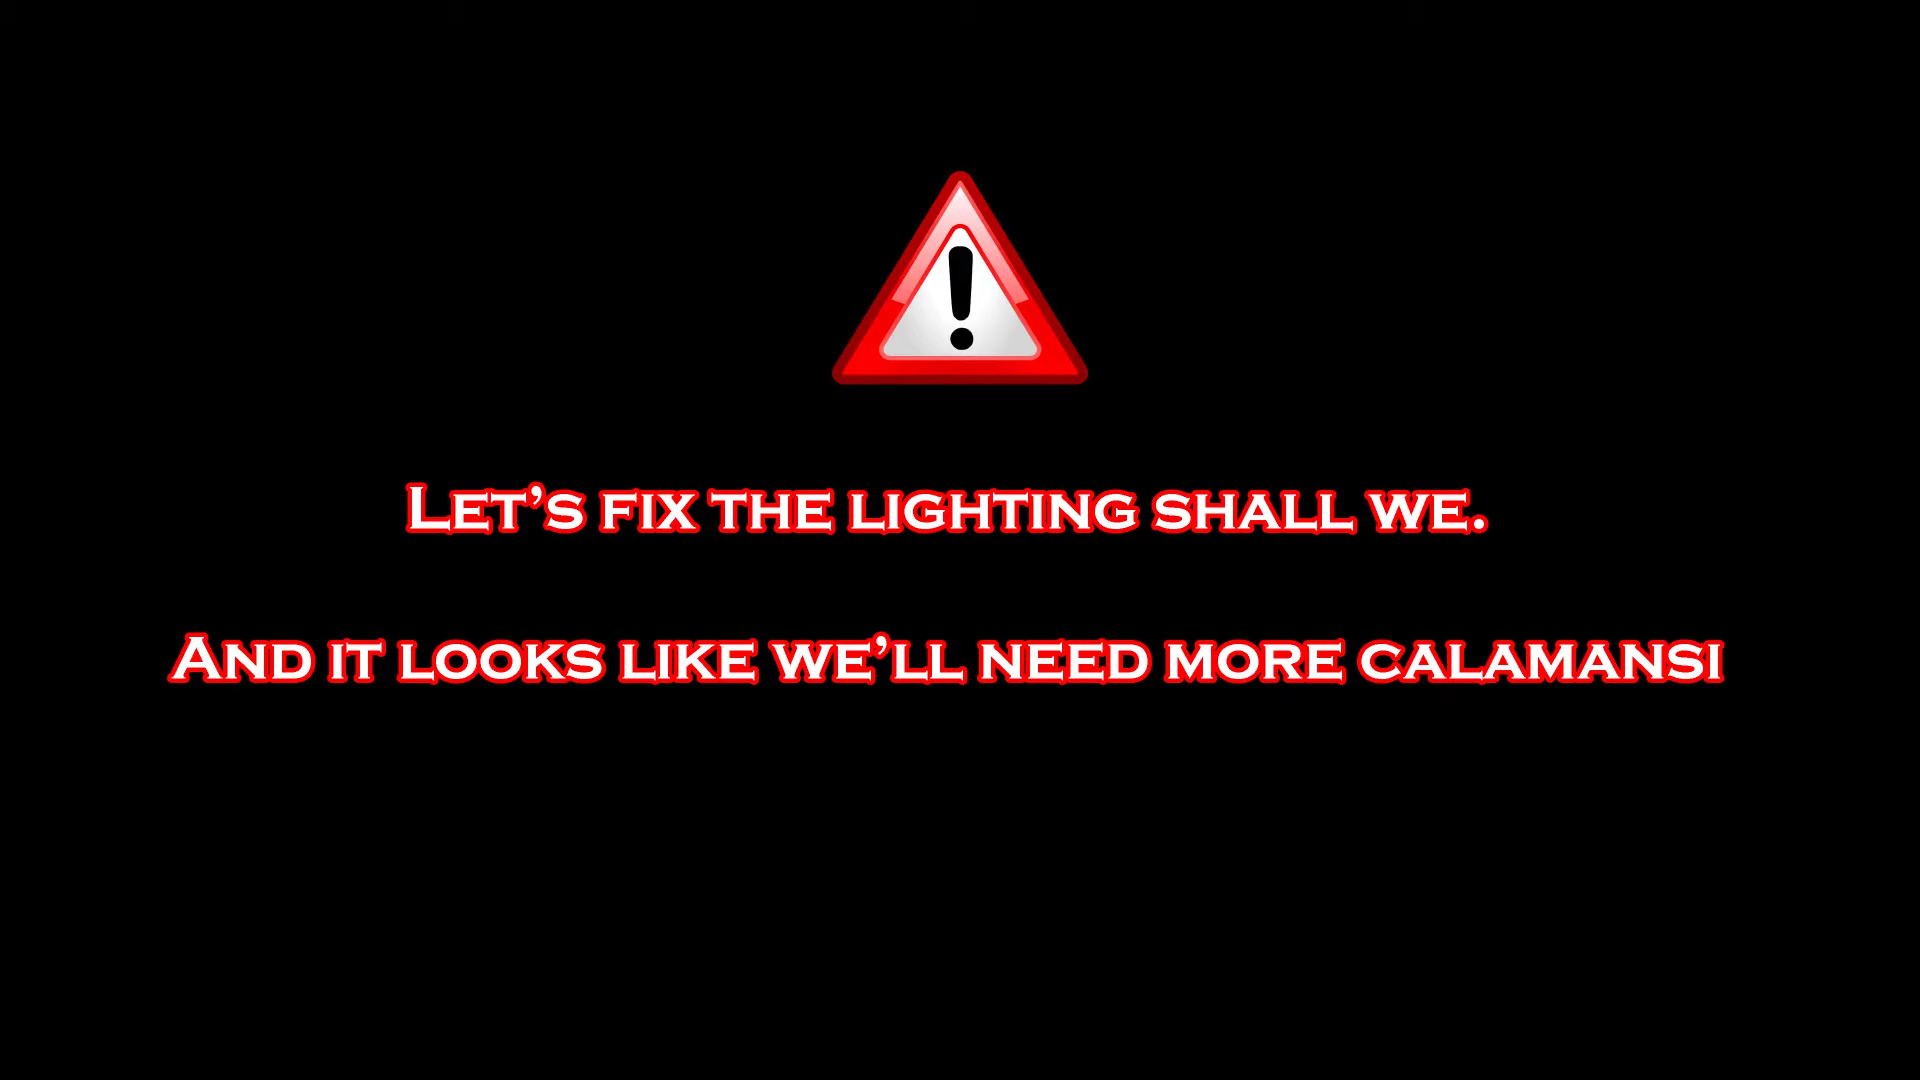 Let’s fix the lighting shall we.
And it looks like we’ll need more calamansi